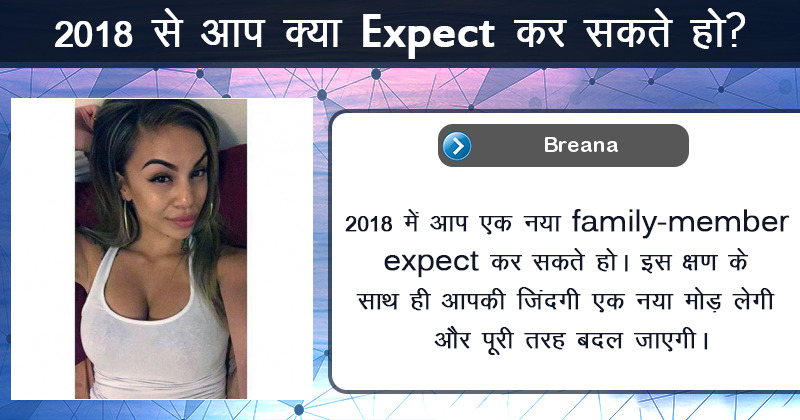 2018 से आप क्या Expect कर सकते हो?
Breana
2018 में आप एक नया family-member
expect कर सकते हो। इस क्षण के
साथ ही आपकी जिंदगी एक नया मोड़ लेगी
और पूरी तरह बदल जाएगी।